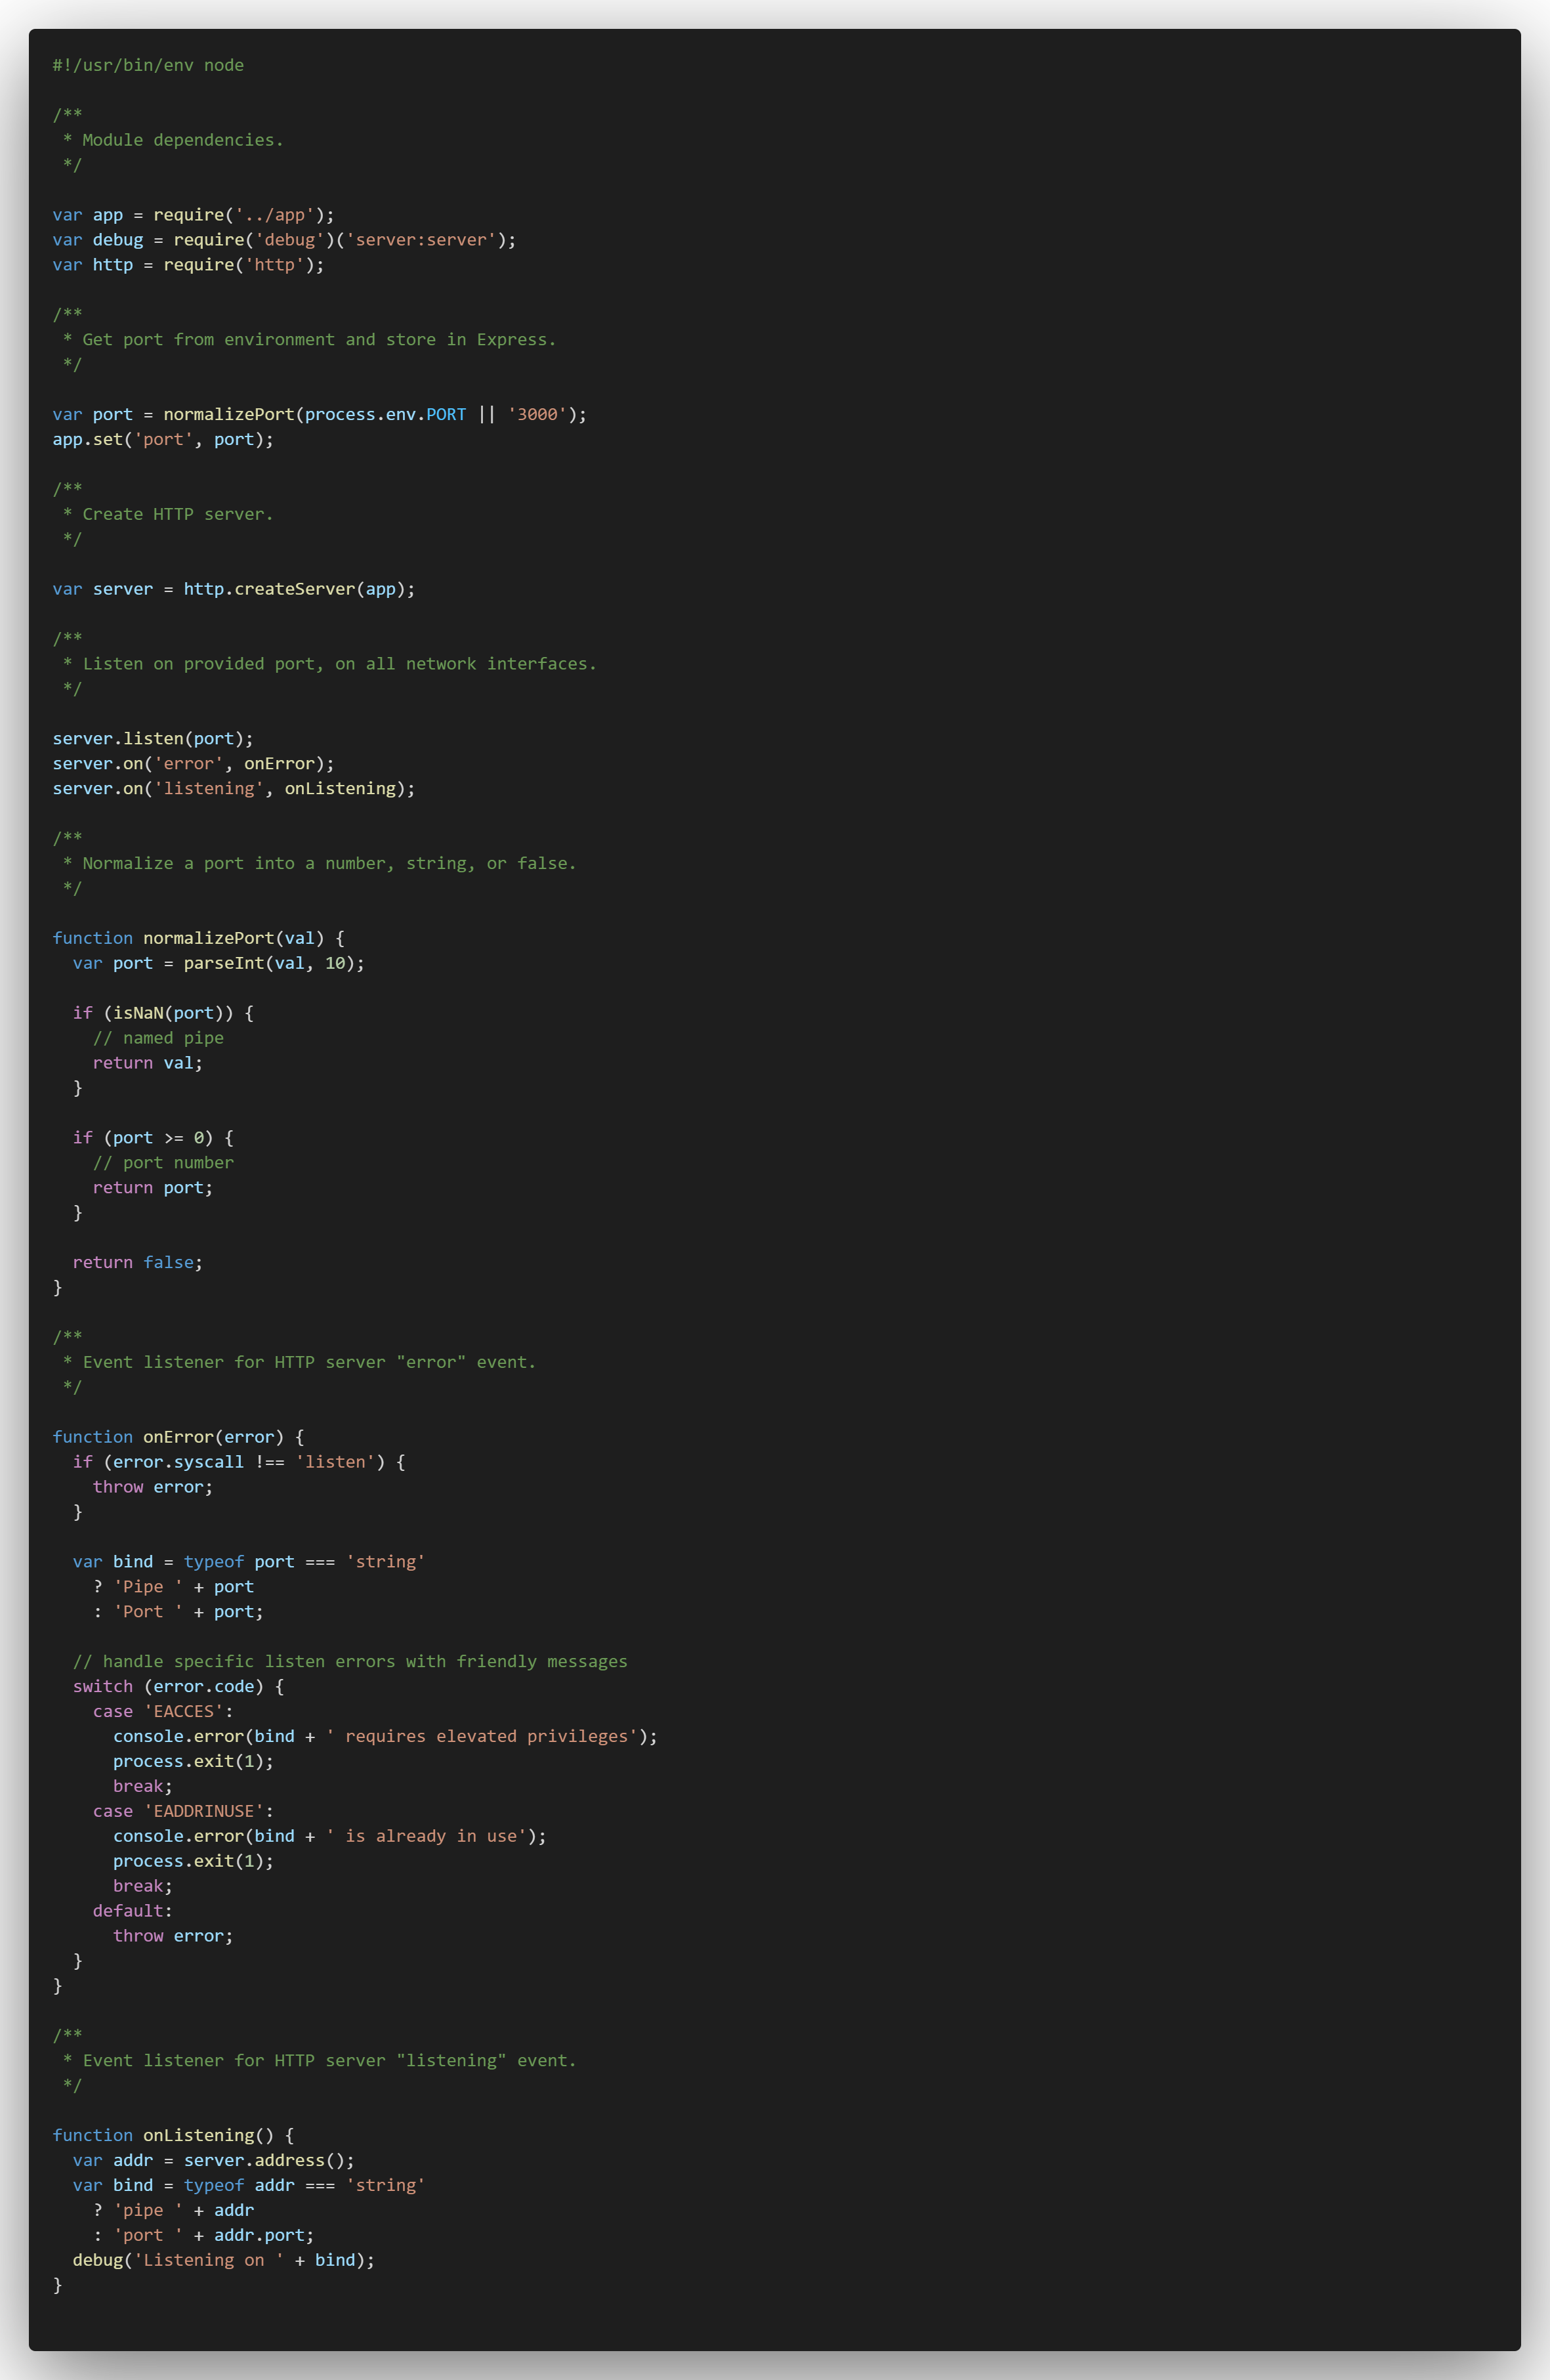 #!/usr/bin/env node

/**
 * Module dependencies.
 */

var app = require('../app');
var debug = require('debug')('server:server');
var http = require('http');

/**
 * Get port from environment and store in Express.
 */

var port = normalizePort(process.env.PORT || '3000');
app.set('port', port);

/**
 * Create HTTP server.
 */

var server = http.createServer(app);

/**
 * Listen on provided port, on all network interfaces.
 */

server.listen(port);
server.on('error', onError);
server.on('listening', onListening);

/**
 * Normalize a port into a number, string, or false.
 */

function normalizePort(val) {
  var port = parseInt(val, 10);

  if (isNaN(port)) {
    // named pipe
    return val;
  }

  if (port >= 0) {
    // port number
    return port;
  }

  return false;
}

/**
 * Event listener for HTTP server "error" event.
 */

function onError(error) {
  if (error.syscall !== 'listen') {
    throw error;
  }

  var bind = typeof port === 'string'
    ? 'Pipe ' + port
    : 'Port ' + port;

  // handle specific listen errors with friendly messages
  switch (error.code) {
    case 'EACCES':
      console.error(bind + ' requires elevated privileges');
      process.exit(1);
      break;
    case 'EADDRINUSE':
      console.error(bind + ' is already in use');
      process.exit(1);
      break;
    default:
      throw error;
  }
}

/**
 * Event listener for HTTP server "listening" event.
 */

function onListening() {
  var addr = server.address();
  var bind = typeof addr === 'string'
    ? 'pipe ' + addr
    : 'port ' + addr.port;
  debug('Listening on ' + bind);
}